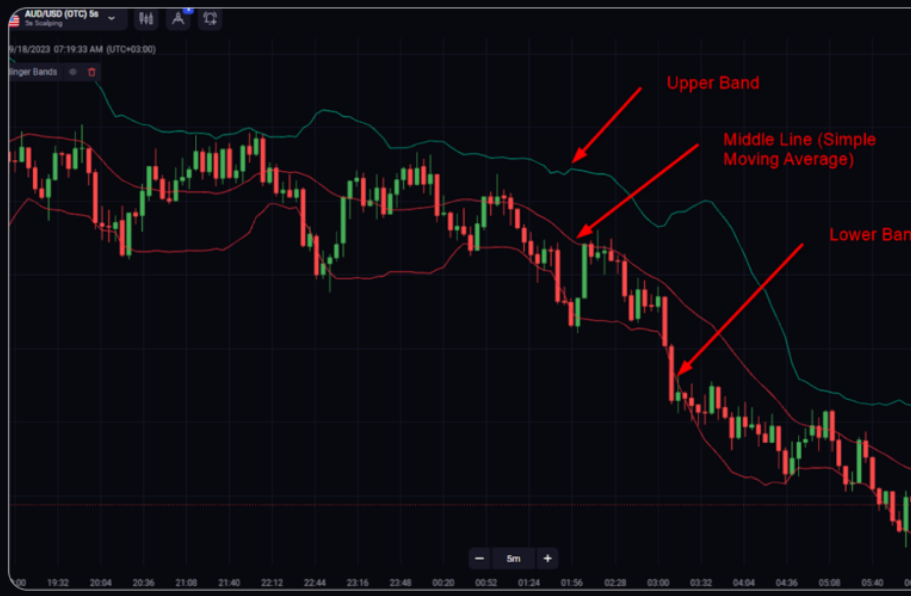 AUD/USD (OTC) 5s
5s Scalping
9/18/2023 07:19:33 AM (UTC+03:00)
linger Bands
Upper Band
Middle Line (Simple
Moving Average)
Lower Ban
− 5m +
:00 19:32 20:04 20:36 21:08 21:40 22:12 22:44 23:16 23:48 00:20 00:52 01:24 01:56 02:28 03:00 03:32 04:04 04:36 05:08 05:40